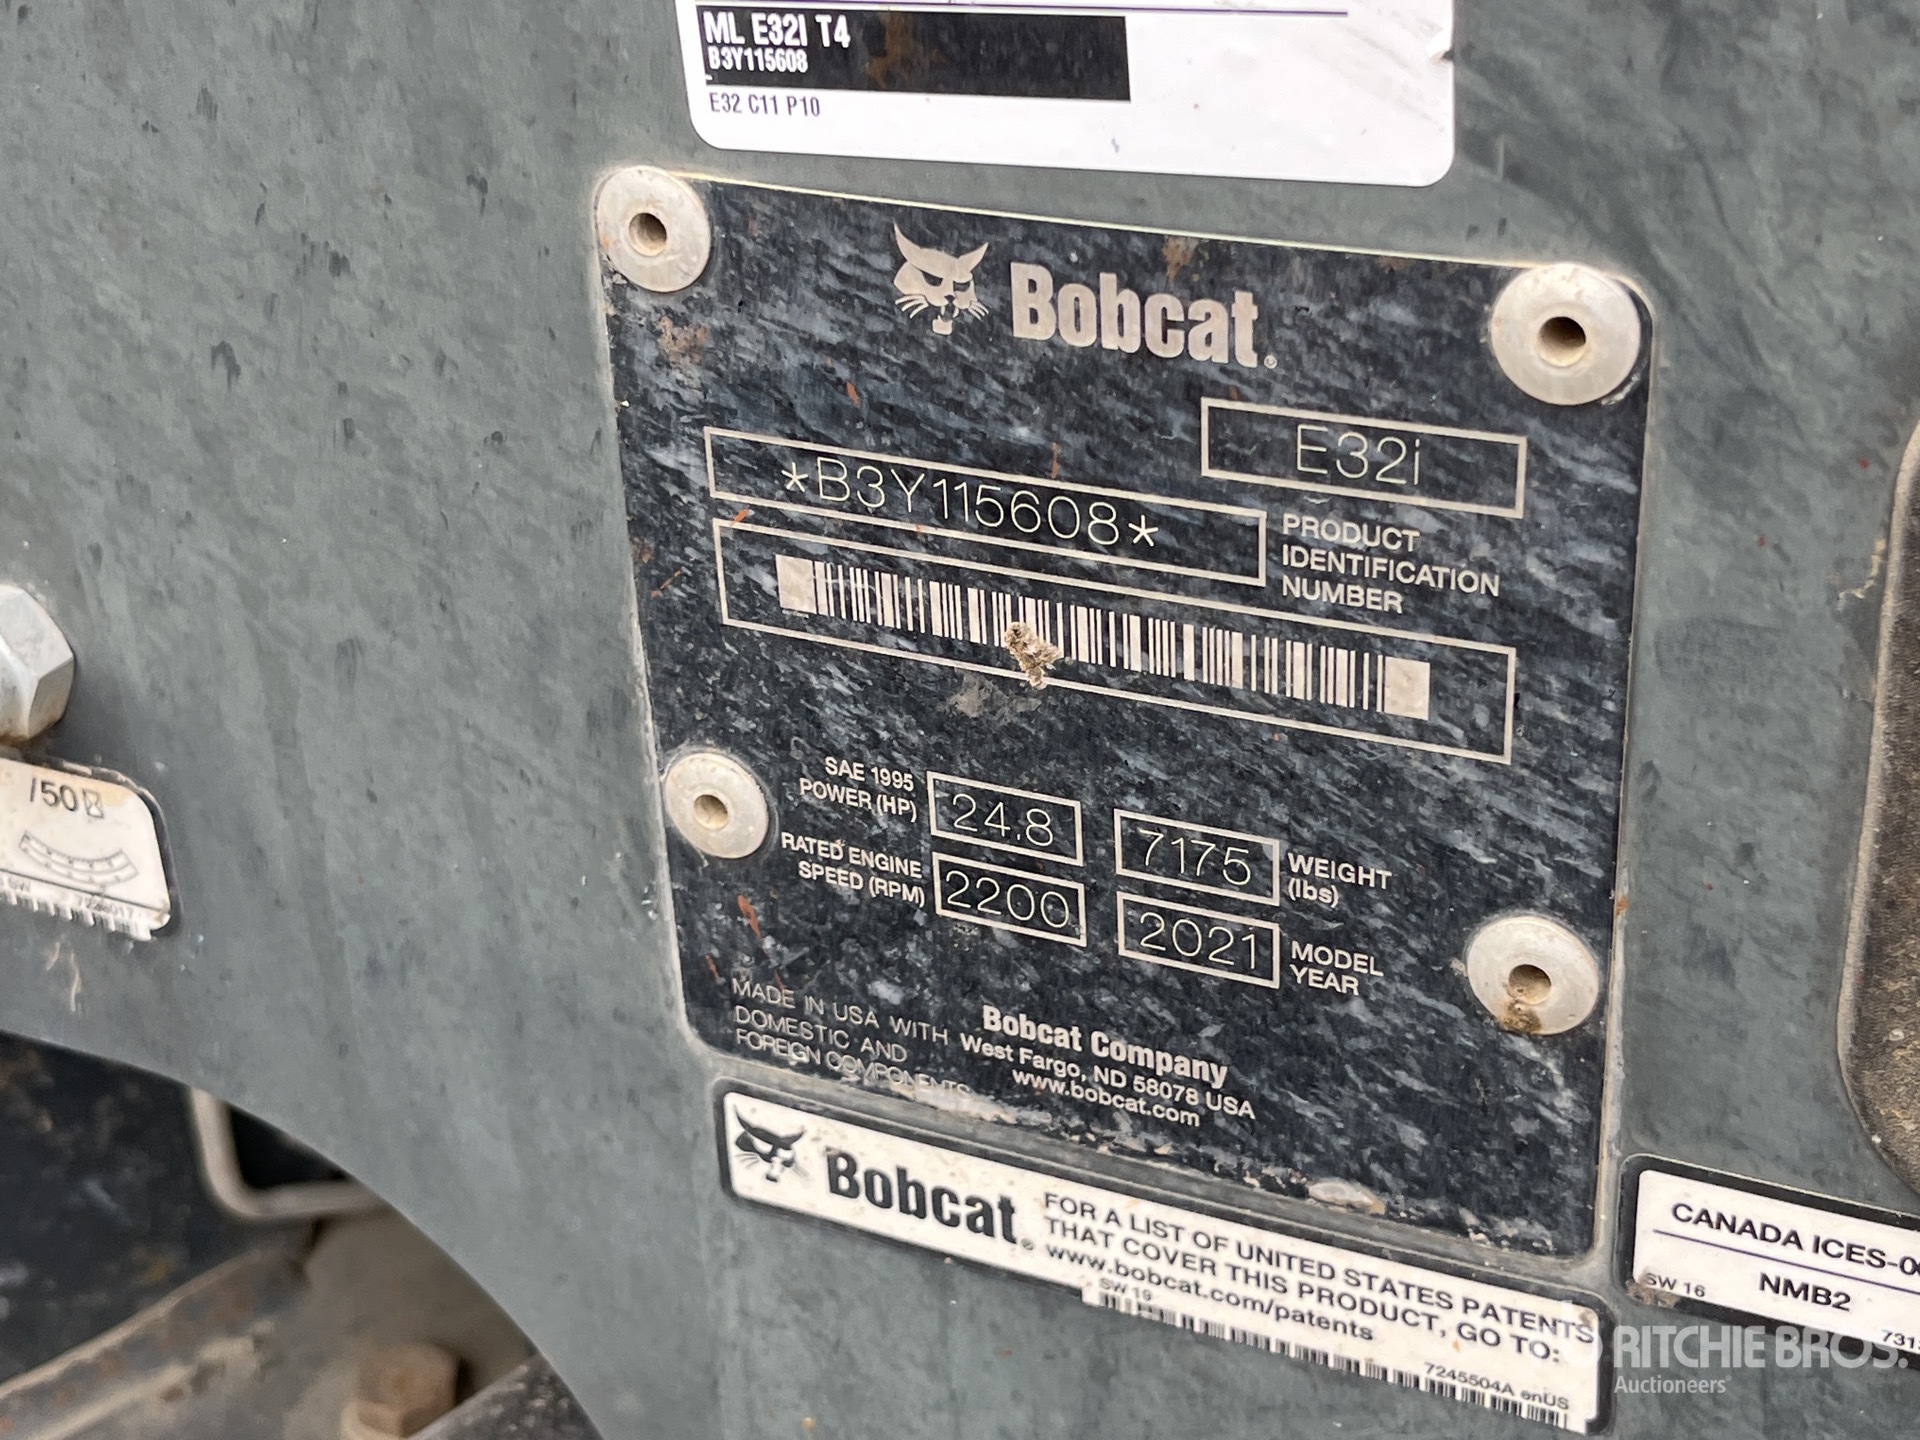 ML E32I T4
B3Y115608
-
E32 C11 P10
Bobcat®
E32i
*B3Y115608*
PRODUCT
IDENTIFICATION
NUMBER
SAE 1995
POWER (HP)
24.8
7175
WEIGHT
(lbs)
RATED ENGINE
SPEED (RPM)
2200
2021
MODEL
YEAR
MADE IN USA WITH
DOMESTIC AND
FOREIGN COMPONENTS
Bobcat Company
West Fargo, ND 58078 USA
www.bobcat.com
Bobcat®
FOR A LIST OF UNITED STATES PATENTS
THAT COVER THIS PRODUCT, GO TO:
www.bobcat.com/patents
SW 19
7245504A enUS
CANADA ICES-0
NMB2
SW 16
731
/50
SW
RITCHIE BROS.
Auctioneers